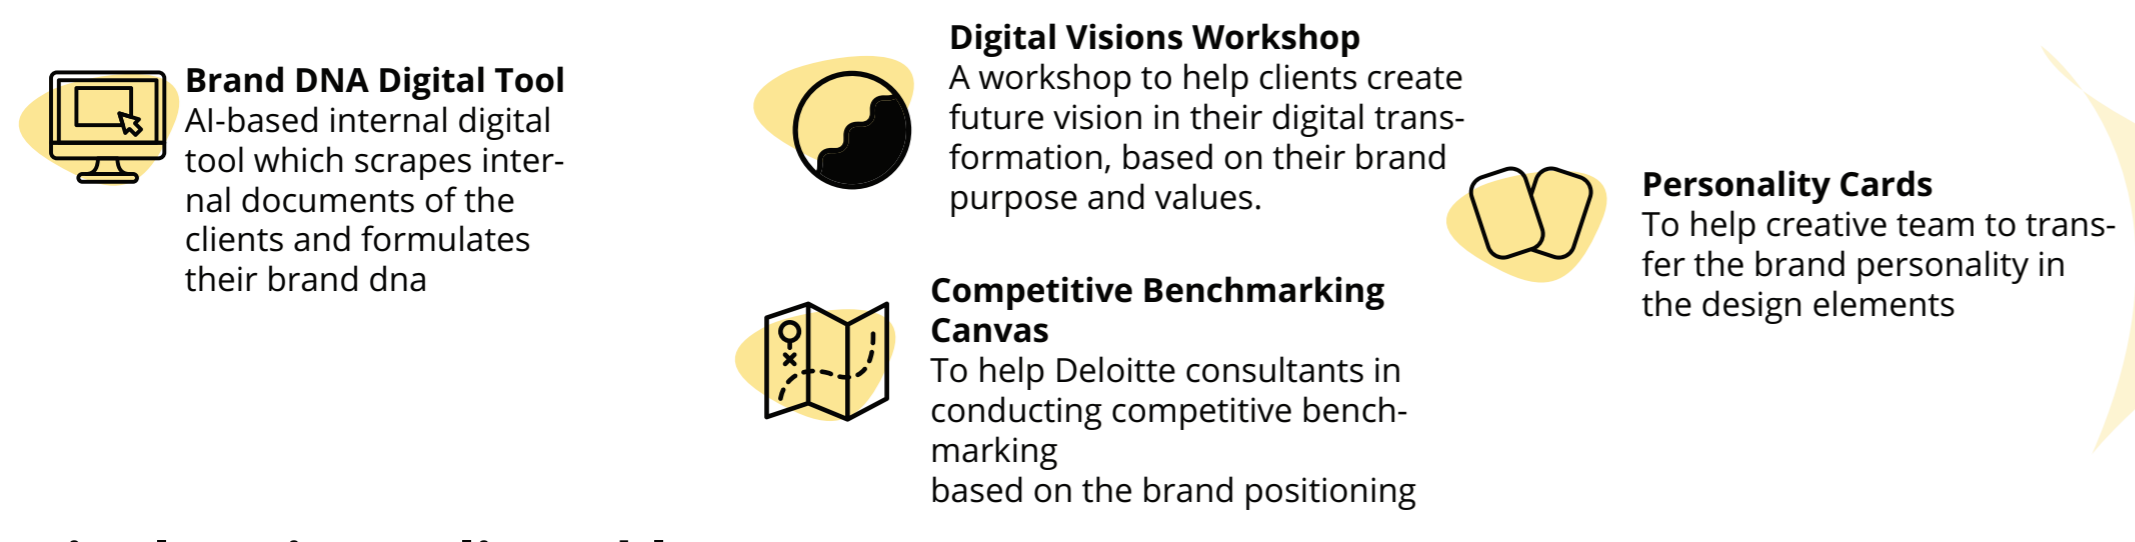 Brand DNA Digital Tool
AI-based internal digital
tool which scrapes inter-
nal documents of the
clients and formulates
their brand dna
Digital Visions Workshop
A workshop to help clients create
future vision in their digital trans-
formation, based on their brand
purpose and values.
Competitive Benchmarking
Canvas
To help Deloitte consultants in
conducting competitive bench-
marking
based on the brand positioning
Personality Cards
To help creative team to trans-
fer the brand personality in
the design elements